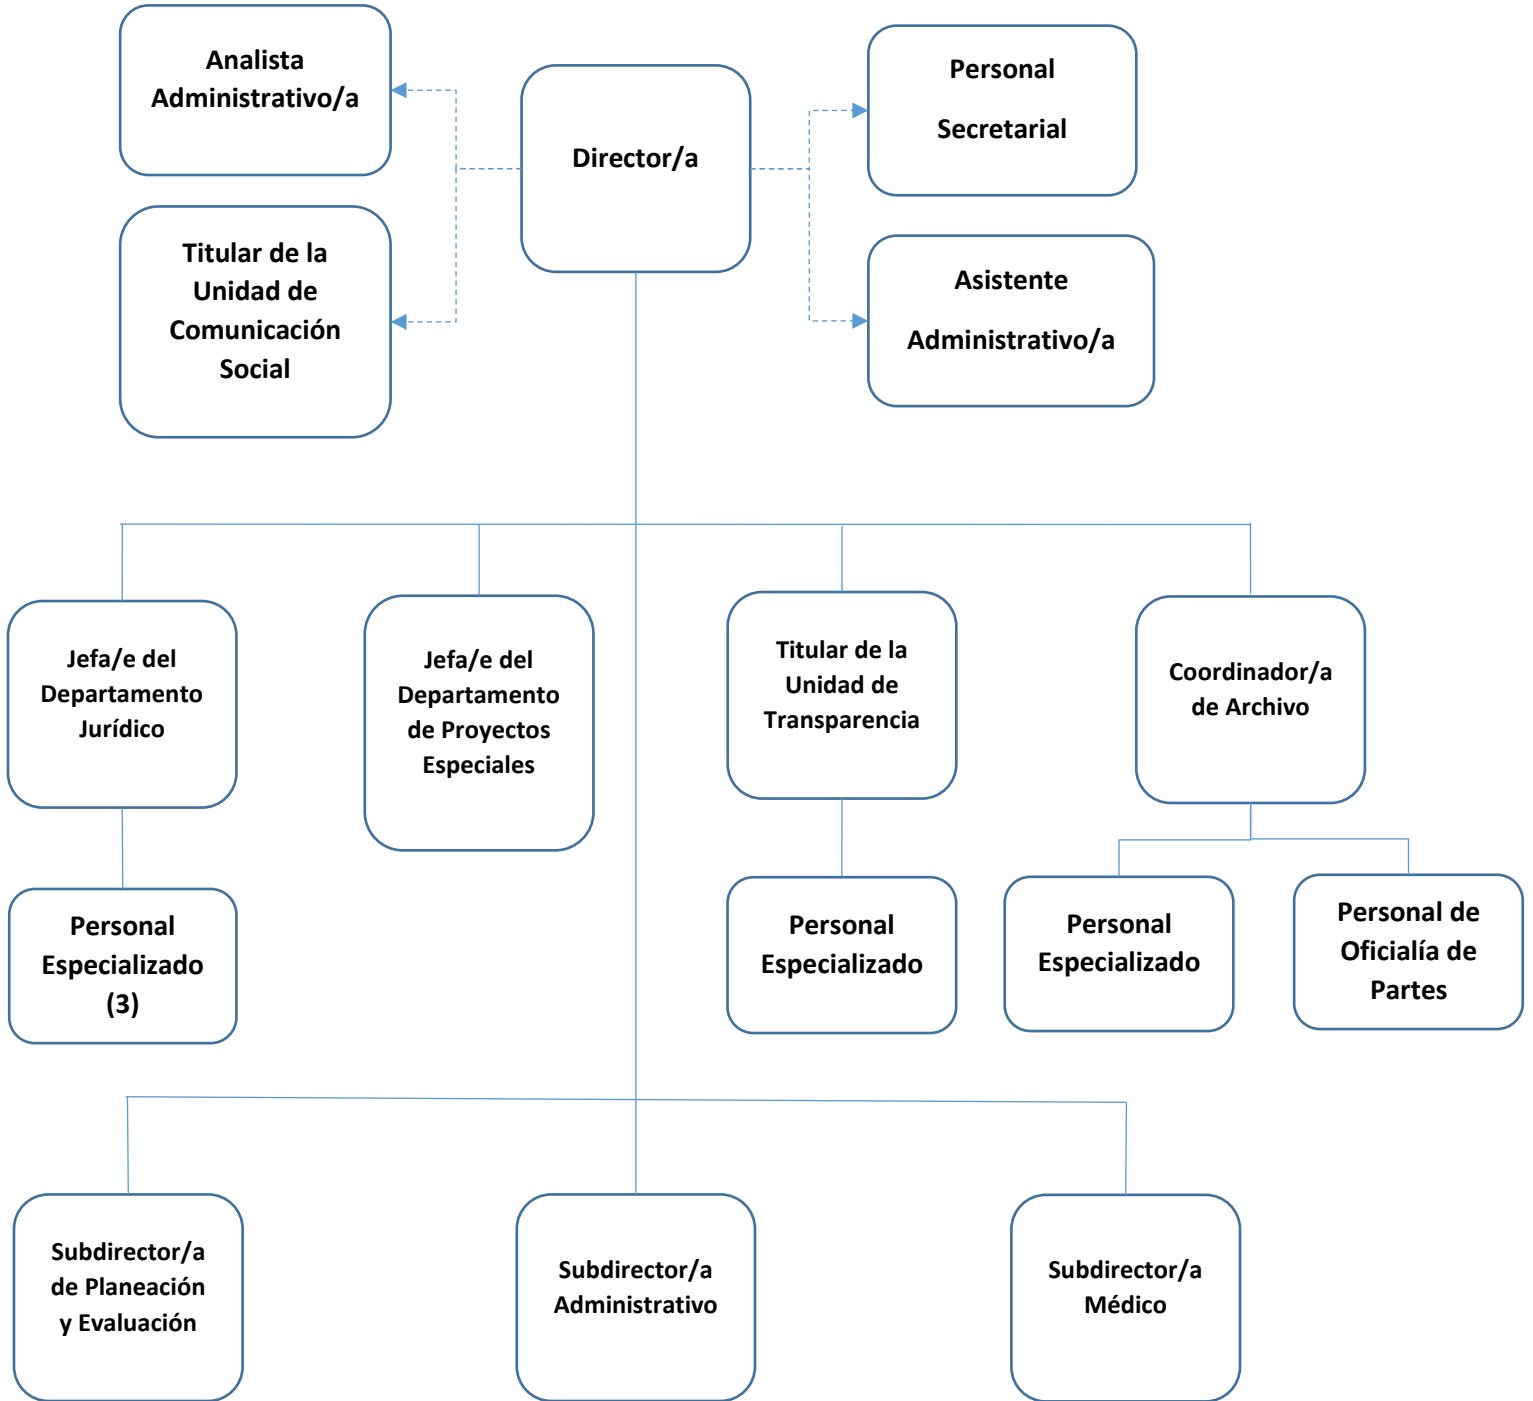 Analista
Administrativo/a
Director/a
Personal
Secretarial
Titular de la
Unidad de
Comunicación
Social
Asistente
Administrativo/a
Jefa/e del
Departamento
Jurídico
Jefa/e del
Departamento
de Proyectos
Especiales
Titular de la
Unidad de
Transparencia
Coordinador/a
de Archivo
Personal
Especializado
(3)
Personal
Especializado
Personal
Especializado
Personal de
Oficialía de
Partes
Subdirector/a
de Planeación
y Evaluación
Subdirector/a
Administrativo
Subdirector/a
Médico